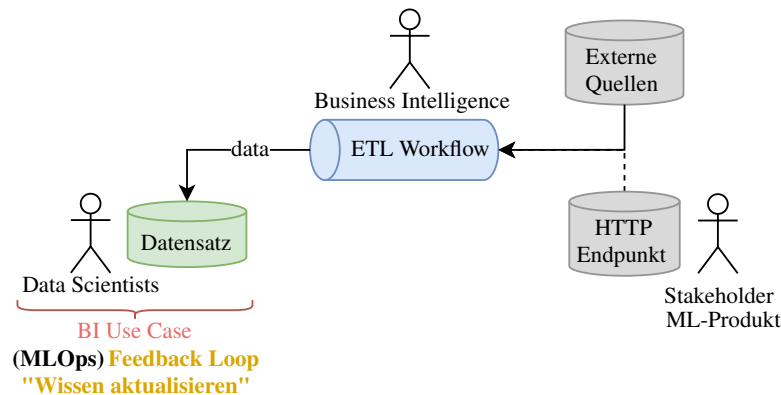 Externe
Quellen
Business Intelligence
ETL Workflow
data
Datensatz
HTTP
Endpunkt
Data Scientists
Stakeholder
ML-Produkt
BI Use Case
(MLOps) Feedback Loop
"Wissen aktualisieren"